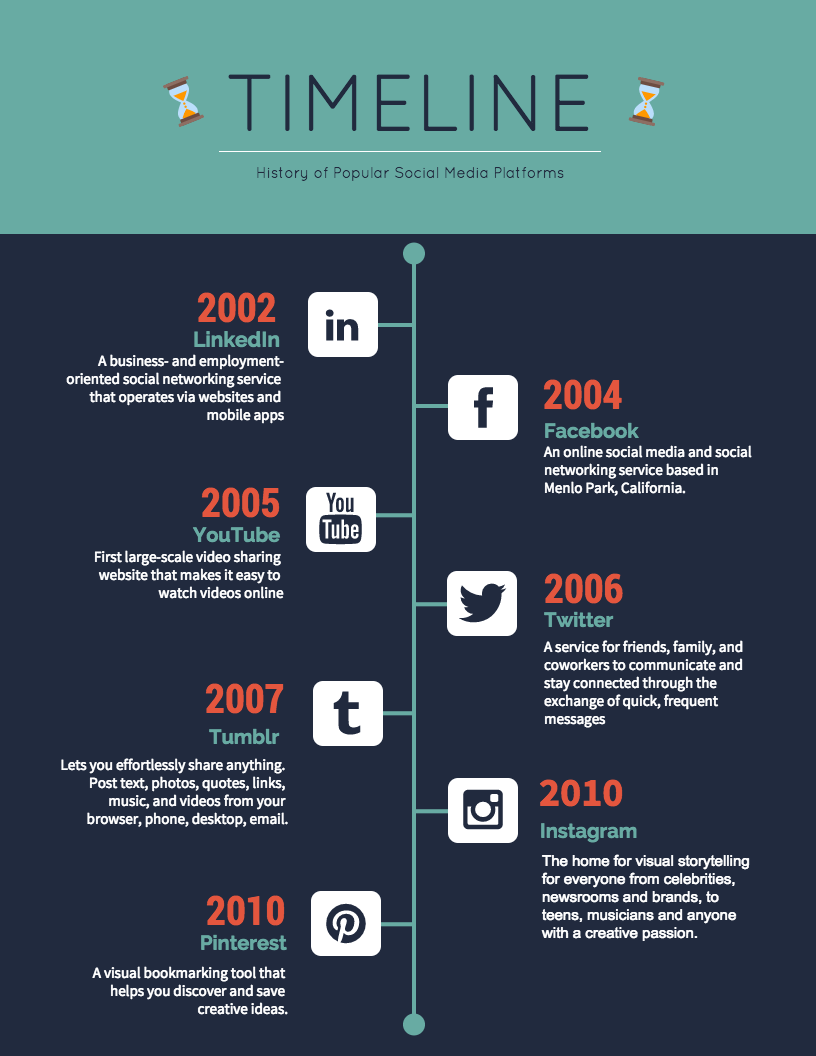 TIMELINE
History of Popular Social Media Platforms
2002
LinkedIn
A business- and employment-
oriented social networking service
that operates via websites and
mobile apps
in
f
2004
Facebook
An online social media and social
networking service based in
Menlo Park, California.
2005
YouTube
First large-scale video sharing
website that makes it easy to
watch videos online
You
Tube
2006
Twitter
A service for friends, family, and
coworkers to communicate and
stay connected through the
exchange of quick, frequent
messages
2007
Tumblr
Lets you effortlessly share anything.
Post text, photos, quotes, links,
music, and videos from your
browser, phone, desktop, email.
t
2010
Instagram
The home for visual storytelling
for everyone from celebrities,
newsrooms and brands, to
teens, musicians and anyone
with a creative passion.
2010
Pinterest
A visual bookmarking tool that
helps you discover and save
creative ideas.